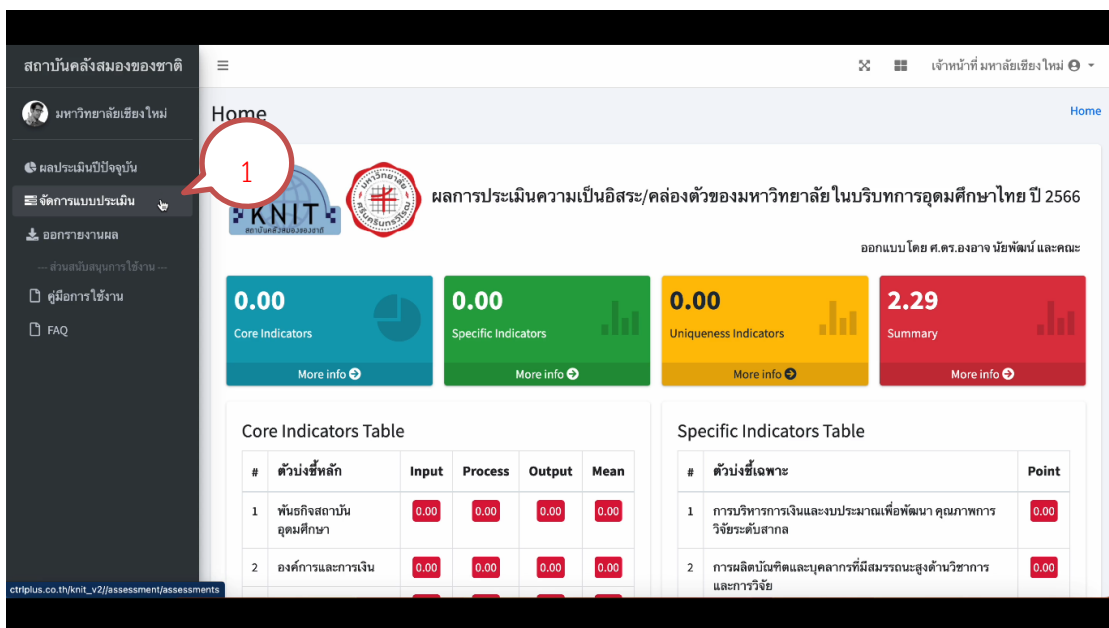 สถาบันคลังสมองของชาติ
เจ้าหน้าที่ มหาลัยเชียงใหม่
มหาวิทยาลัยเชียงใหม่
Home
Home
ผลประเมินปีปัจจุบัน
จัดการแบบประเมิน
ออกรายงานผล
--- ส่วนสนับสนุนการใช้งาน ---
คู่มือการใช้งาน
FAQ
1
KNIT
สถาบันคลังสมองของชาติ
มหาวิทยาลัย
ศรีนครินทรวิโรฒ
ผลการประเมินความเป็นอิสระ/คล่องตัวของมหาวิทยาลัยในบริบทการอุดมศึกษาไทย ปี 2566
ออกแบบโดย ศ.ดร.องอาจ นัยพัฒน์ และคณะ
0.00
Core Indicators
More info
0.00
Specific Indicators
More info
0.00
Uniqueness Indicators
More info
2.29
Summary
More info
Core Indicators Table
# ตัวบ่งชี้หลัก Input Process Output Mean
1 พันธกิจสถาบัน 0.00 0.00 0.00 0.00
อุดมศึกษา
2 องค์การและการเงิน 0.00 0.00 0.00 0.00
Specific Indicators Table
# ตัวบ่งชี้เฉพาะ Point
1 การบริหารการเงินและงบประมาณเพื่อพัฒนา คุณภาพการ 0.00
วิจัยระดับสากล
2 การผลิตบัณฑิตและบุคลากรที่มีสมรรถนะสูงด้านวิชาการ 0.00
และการวิจัย
ctrlplus.co.th/knit_v2//assessment/assessments